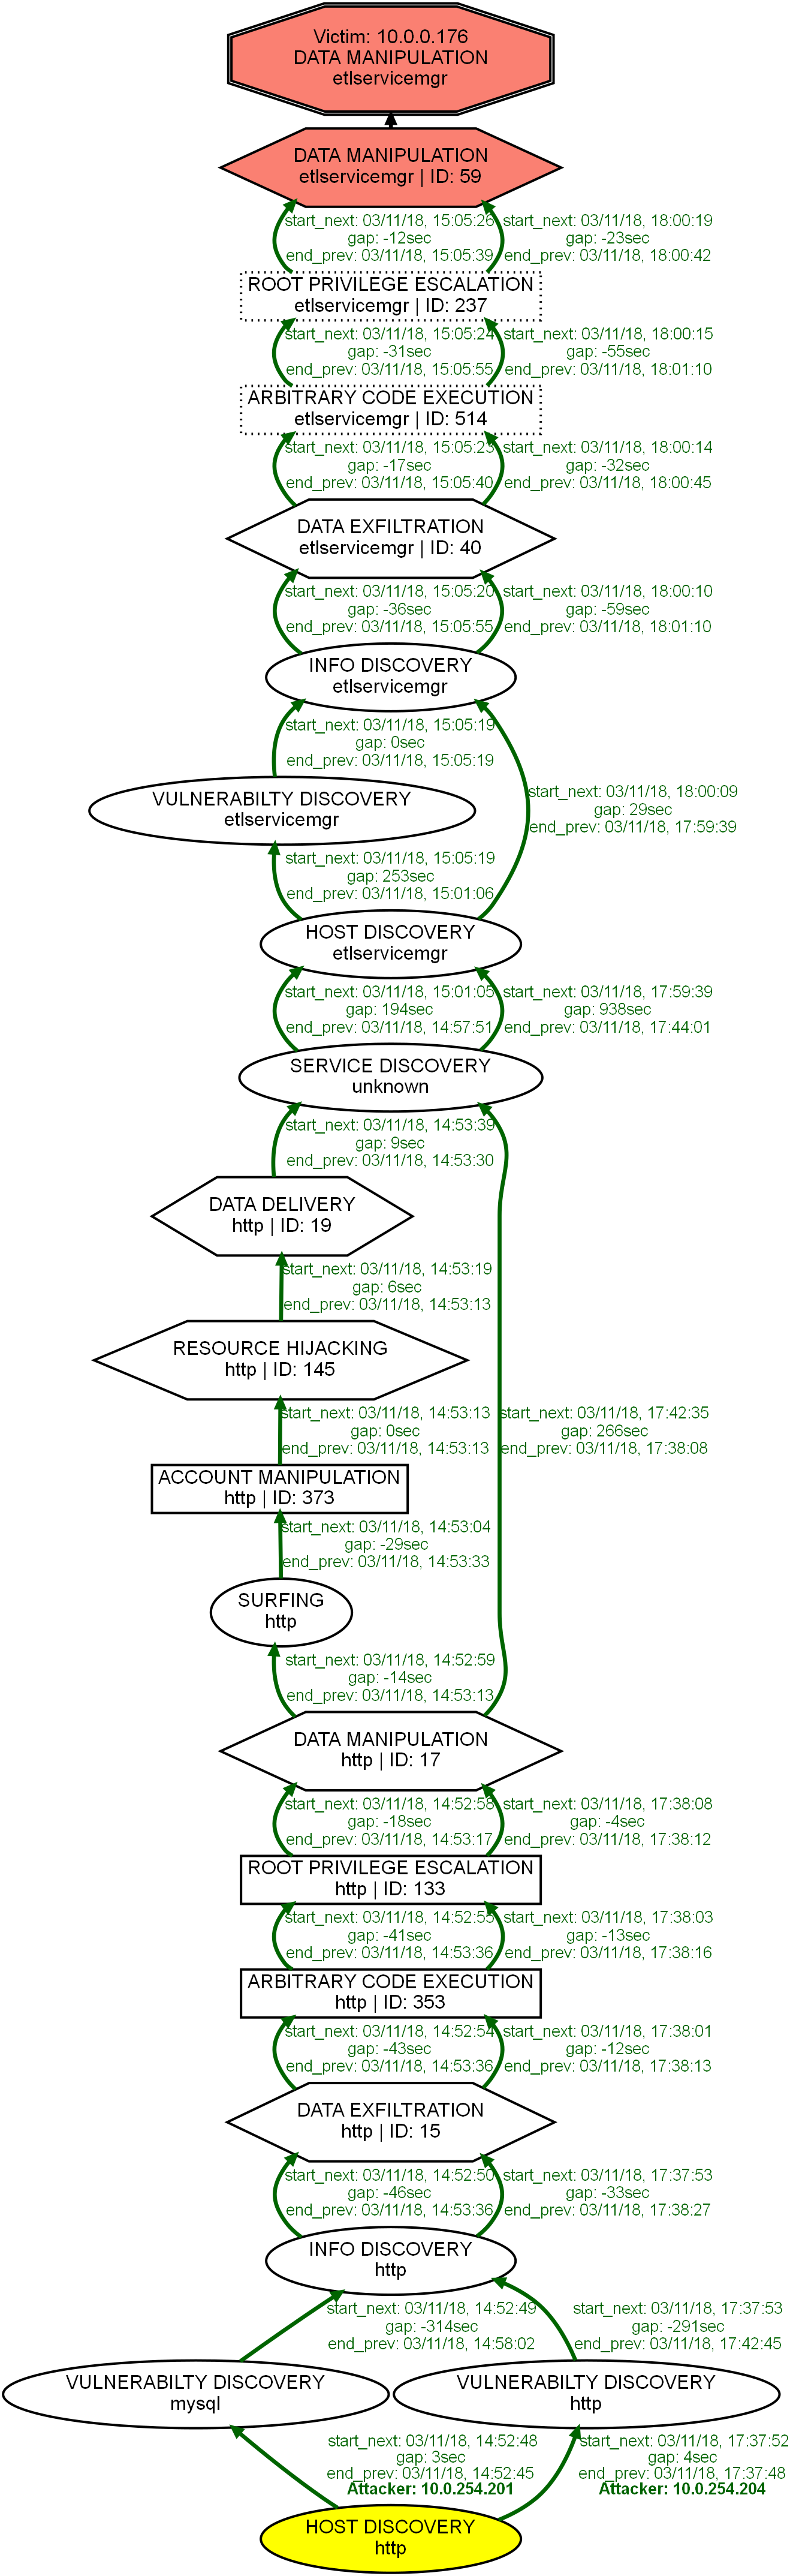 Victim: 10.0.0.176
DATA MANIPULATION
etlservicemgr
DATA MANIPULATION
etlservicemgr | ID: 59
start_next: 03/11/18, 15:05:26
gap: -12sec
end_prev: 03/11/18, 15:05:39
start_next: 03/11/18, 18:00:19
gap: -23sec
end_prev: 03/11/18, 18:00:42
ROOT PRIVILEGE ESCALATION
etlservicemgr | ID: 237
start_next: 03/11/18, 15:05:24
gap: -31sec
end_prev: 03/11/18, 15:05:55
start_next: 03/11/18, 18:00:15
gap: -55sec
end_prev: 03/11/18, 18:01:10
ARBITRARY CODE EXECUTION
etlservicemgr | ID: 514
start_next: 03/11/18, 15:05:23
gap: -17sec
end_prev: 03/11/18, 15:05:40
start_next: 03/11/18, 18:00:14
gap: -32sec
end_prev: 03/11/18, 18:00:45
DATA EXFILTRATION
etlservicemgr | ID: 40
start_next: 03/11/18, 15:05:20
gap: -36sec
end_prev: 03/11/18, 15:05:55
start_next: 03/11/18, 18:00:10
gap: -59sec
end_prev: 03/11/18, 18:01:10
INFO DISCOVERY
etlservicemgr
start_next: 03/11/18, 15:05:19
gap: 0sec
end_prev: 03/11/18, 15:05:19
start_next: 03/11/18, 18:00:09
gap: 29sec
end_prev: 03/11/18, 17:59:39
VULNERABILTY DISCOVERY
etlservicemgr
start_next: 03/11/18, 15:05:19
gap: 253sec
end_prev: 03/11/18, 15:01:06
HOST DISCOVERY
etlservicemgr
start_next: 03/11/18, 15:01:05
gap: 194sec
end_prev: 03/11/18, 14:57:51
start_next: 03/11/18, 17:59:39
gap: 938sec
end_prev: 03/11/18, 17:44:01
SERVICE DISCOVERY
unknown
start_next: 03/11/18, 14:53:39
gap: 9sec
end_prev: 03/11/18, 14:53:30
DATA DELIVERY
http | ID: 19
start_next: 03/11/18, 14:53:19
gap: 6sec
end_prev: 03/11/18, 14:53:13
RESOURCE HIJACKING
http | ID: 145
start_next: 03/11/18, 14:53:13
gap: 0sec
end_prev: 03/11/18, 14:53:13
start_next: 03/11/18, 17:42:35
gap: 266sec
end_prev: 03/11/18, 17:38:08
ACCOUNT MANIPULATION
http | ID: 373
start_next: 03/11/18, 14:53:04
gap: -29sec
end_prev: 03/11/18, 14:53:33
SURFING
http
start_next: 03/11/18, 14:52:59
gap: -14sec
end_prev: 03/11/18, 14:53:13
DATA MANIPULATION
http | ID: 17
start_next: 03/11/18, 14:52:58
gap: -18sec
end_prev: 03/11/18, 14:53:17
start_next: 03/11/18, 17:38:08
gap: -4sec
end_prev: 03/11/18, 17:38:12
ROOT PRIVILEGE ESCALATION
http | ID: 133
start_next: 03/11/18, 14:52:55
gap: -41sec
end_prev: 03/11/18, 14:53:36
start_next: 03/11/18, 17:38:03
gap: -13sec
end_prev: 03/11/18, 17:38:16
ARBITRARY CODE EXECUTION
http | ID: 353
start_next: 03/11/18, 14:52:54
gap: -43sec
end_prev: 03/11/18, 14:53:36
start_next: 03/11/18, 17:38:01
gap: -12sec
end_prev: 03/11/18, 17:38:13
DATA EXFILTRATION
http | ID: 15
start_next: 03/11/18, 14:52:50
gap: -46sec
end_prev: 03/11/18, 14:53:36
start_next: 03/11/18, 17:37:53
gap: -33sec
end_prev: 03/11/18, 17:38:27
INFO DISCOVERY
http
start_next: 03/11/18, 14:52:49
gap: -314sec
end_prev: 03/11/18, 14:58:02
start_next: 03/11/18, 17:37:53
gap: -291sec
end_prev: 03/11/18, 17:42:45
VULNERABILTY DISCOVERY
mysql
VULNERABILTY DISCOVERY
http
start_next: 03/11/18, 14:52:48
gap: 3sec
end_prev: 03/11/18, 14:52:45
Attacker: 10.0.254.201
start_next: 03/11/18, 17:37:52
gap: 4sec
end_prev: 03/11/18, 17:37:48
Attacker: 10.0.254.204
HOST DISCOVERY
http